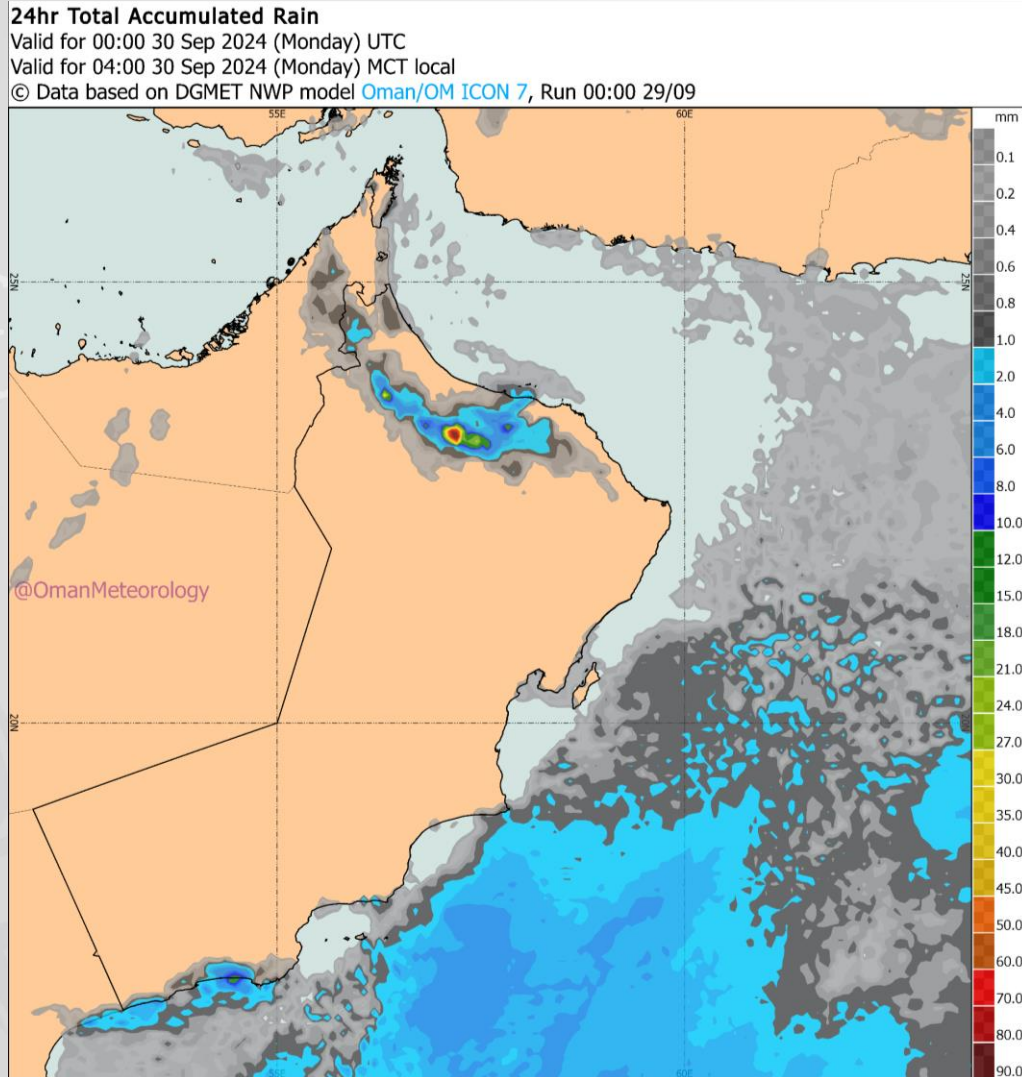 24hr Total Accumulated Rain
Valid for 00:00 30 Sep 2024 (Monday) UTC
Valid for 04:00 30 Sep 2024 (Monday) MCT local
© Data based on DGMET NWP model Oman/OM ICON 7, Run 00:00 29/09
55E
60E
mm
0.1
0.2
0.4
0.6
0.8
1.0
2.0
4.0
6.0
8.0
10.0
12.0
15.0
18.0
21.0
24.0
27.0
30.0
35.0
40.0
45.0
50.0
60.0
70.0
80.0
90.0
25N
25N
@OmanMeteorology
20N
55E
60E